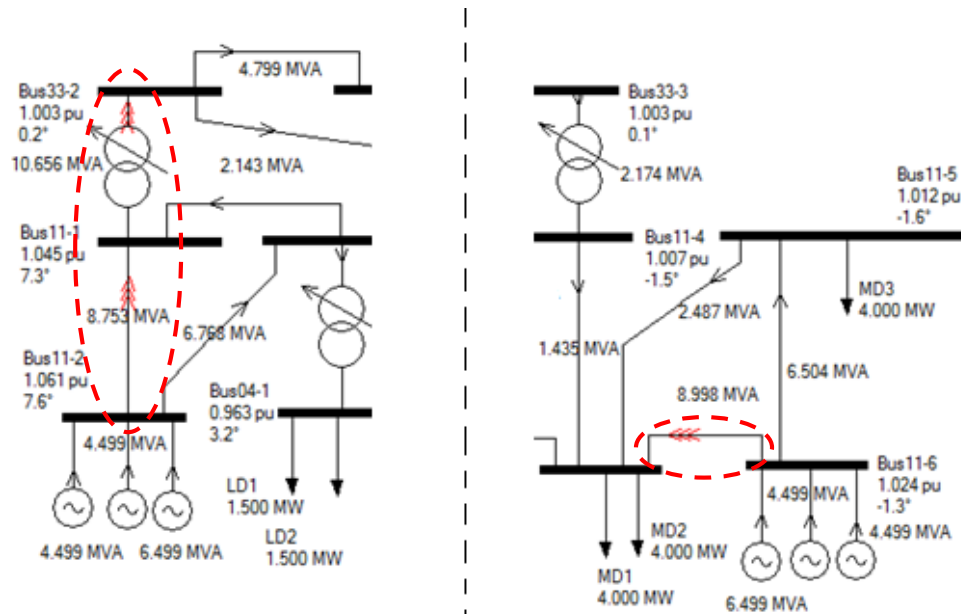 Bus33-2
1.003 pu
0.2°
4.799 MVA
10.656 MVA
2.143 MVA
Bus11-1
1.045 pu
7.3°
8.753 MVA
6.768 MVA
Bus11-2
1.061 pu
7.6°
Bus04-1
0.963 pu
3.2°
4.499 MVA
LD1
1.500 MW
LD2
1.500 MW
4.499 MVA
6.499 MVA
Bus33-3
1.003 pu
0.1°
2.174 MVA
Bus11-5
1.012 pu
-1.6°
Bus11-4
1.007 pu
-1.5°
MD3
4.000 MW
2.487 MVA
1.435 MVA
6.504 MVA
8.998 MVA
Bus11-6
1.024 pu
-1.3°
4.499 MVA
4.499 MVA
MD2
4.000 MW
MD1
4.000 MW
6.499 MVA